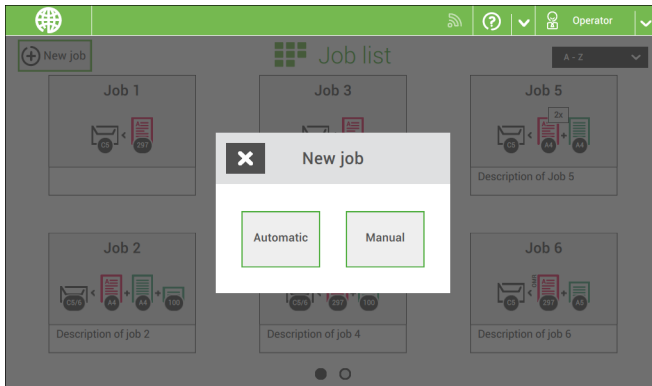 Operator
New job
Job list
A - Z
Job 1
Job 3
Job 5
2x
C5
297
C5
A4
A4
Description of Job 5
New job
Automatic
Manual
Job 2
Job 6
C5/6
A4
A4
100
C5/6
297
100
C5
297
A5
Description of job 2
Description of job 4
Description of job 6